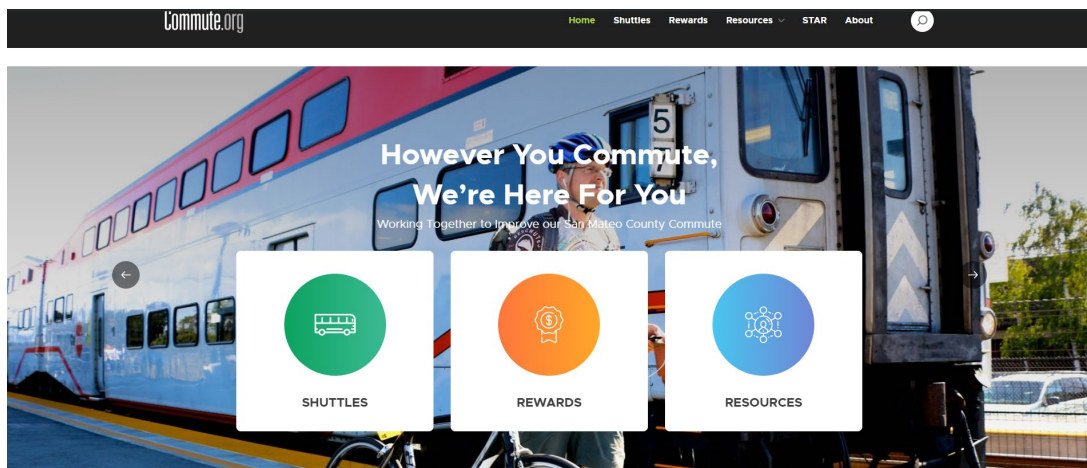 Commute.org
Home Shuttles Rewards Resources STAR About
5
However You Commute,
We're Here For You
Working Together to Improve our San Mateo County Commute
SHUTTLES
REWARDS
RESOURCES